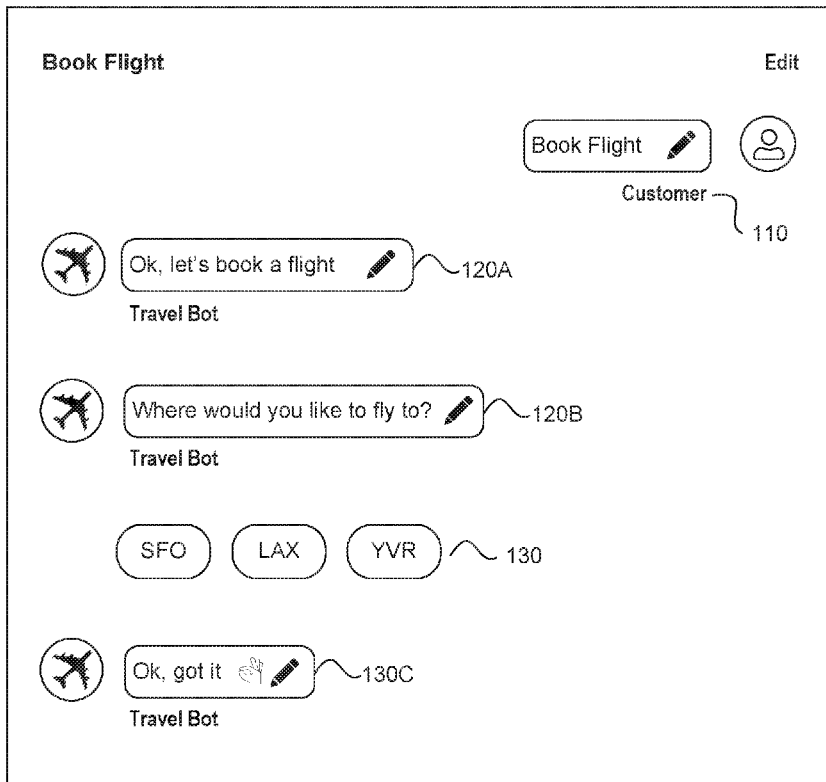 Book Flight Edit
Book Flight
Customer
110
Ok, let's book a flight 120A
Travel Bot
Where would you like to fly to? 120B
Travel Bot
SFO LAX YVR 130
Ok, got it 130C
Travel Bot